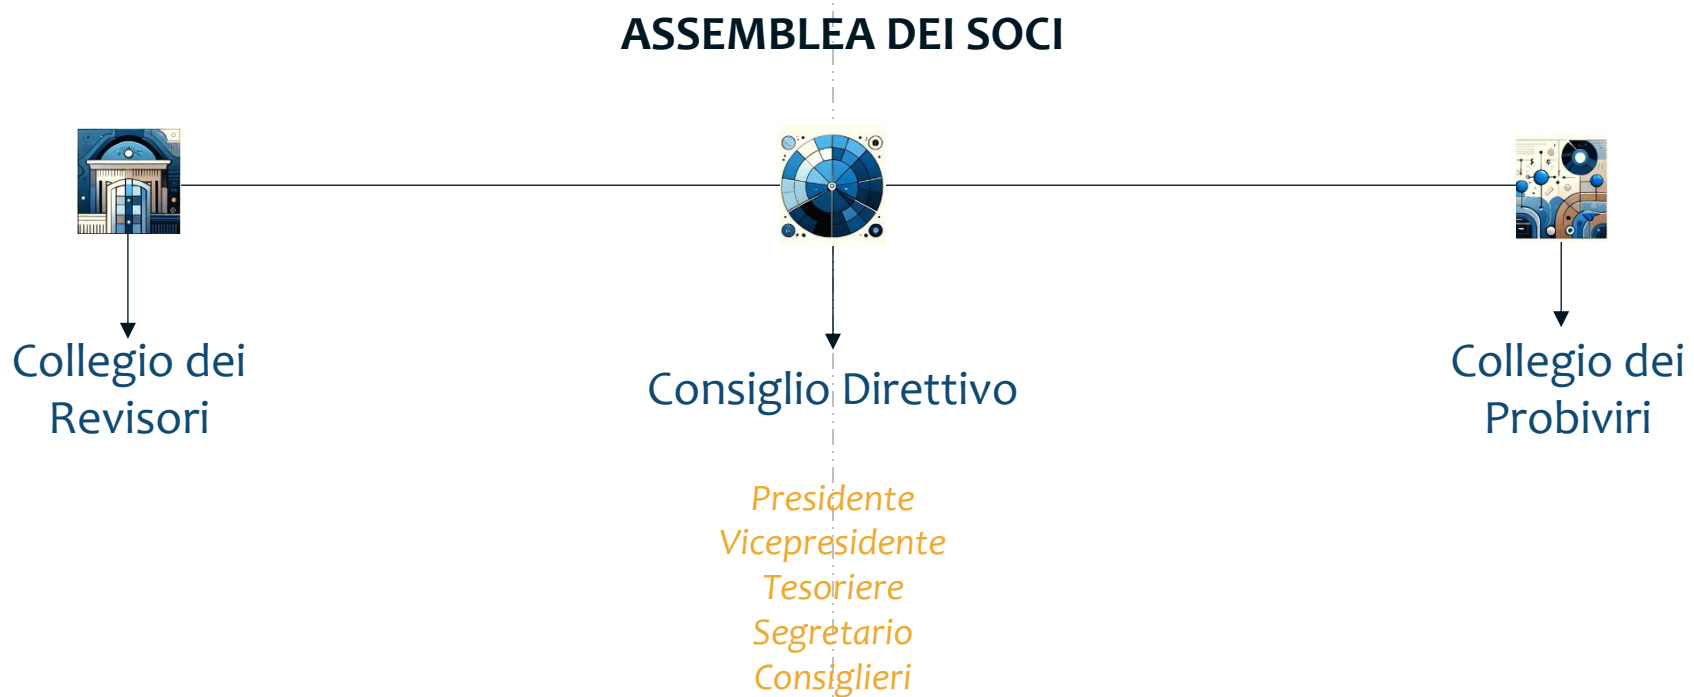 ASSEMBLEA DEI SOCI
Collegio dei
Revisori
Consiglio Direttivo
Collegio dei
Probiviri
Presidente
Vicepresidente
Tesoriere
Segretario
Consiglieri